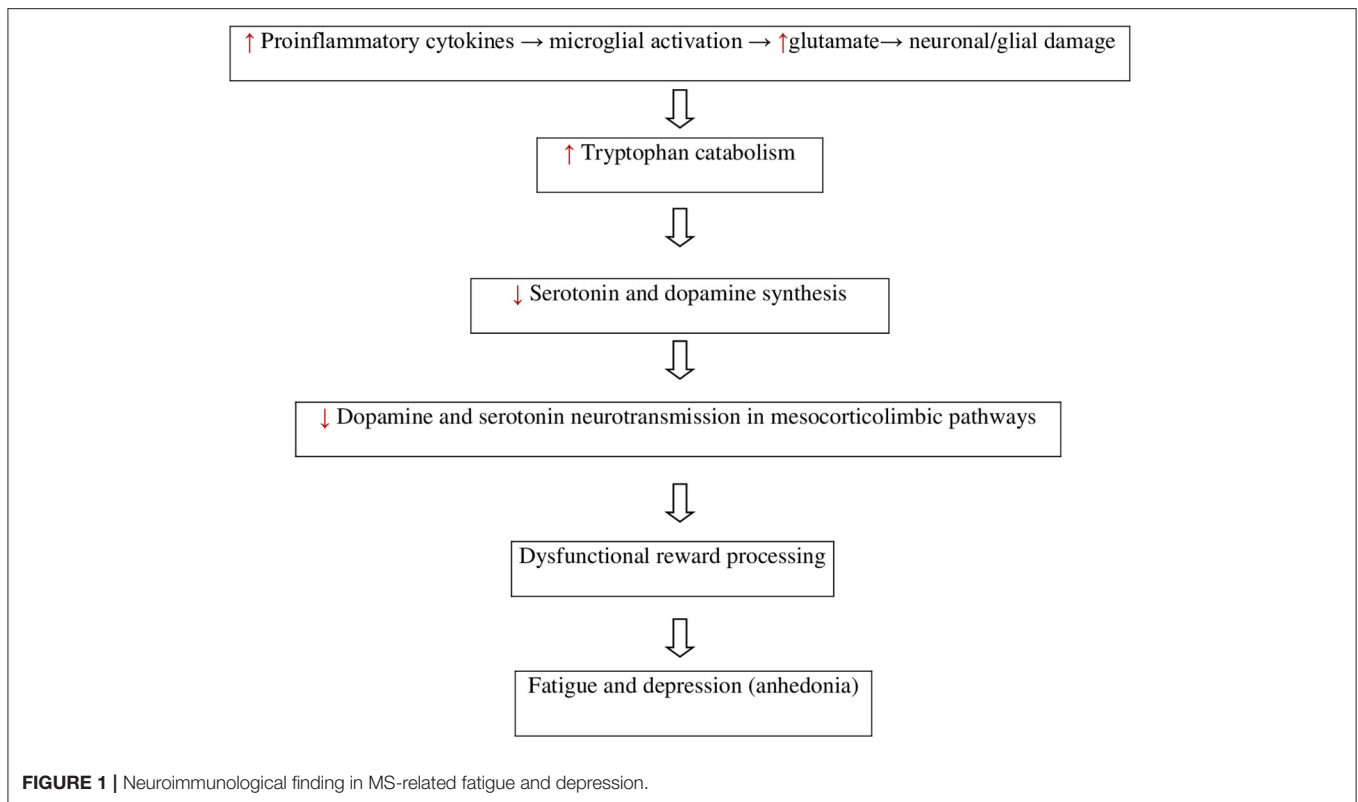 ↑ Proinflammatory cytokines → microglial activation → ↑glutamate→ neuronal/glial damage
↑ Tryptophan catabolism
↓ Serotonin and dopamine synthesis
↓ Dopamine and serotonin neurotransmission in mesocorticolimbic pathways
Dysfunctional reward processing
Fatigue and depression (anhedonia)
FIGURE 1 | Neuroimmunological finding in MS-related fatigue and depression.